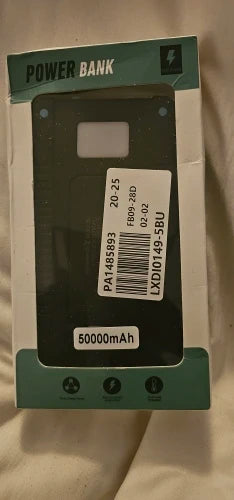 POWER BANK
PA1485893
20-25
FB09-28D
02-02
LXDI0149-5BU
50000mAh